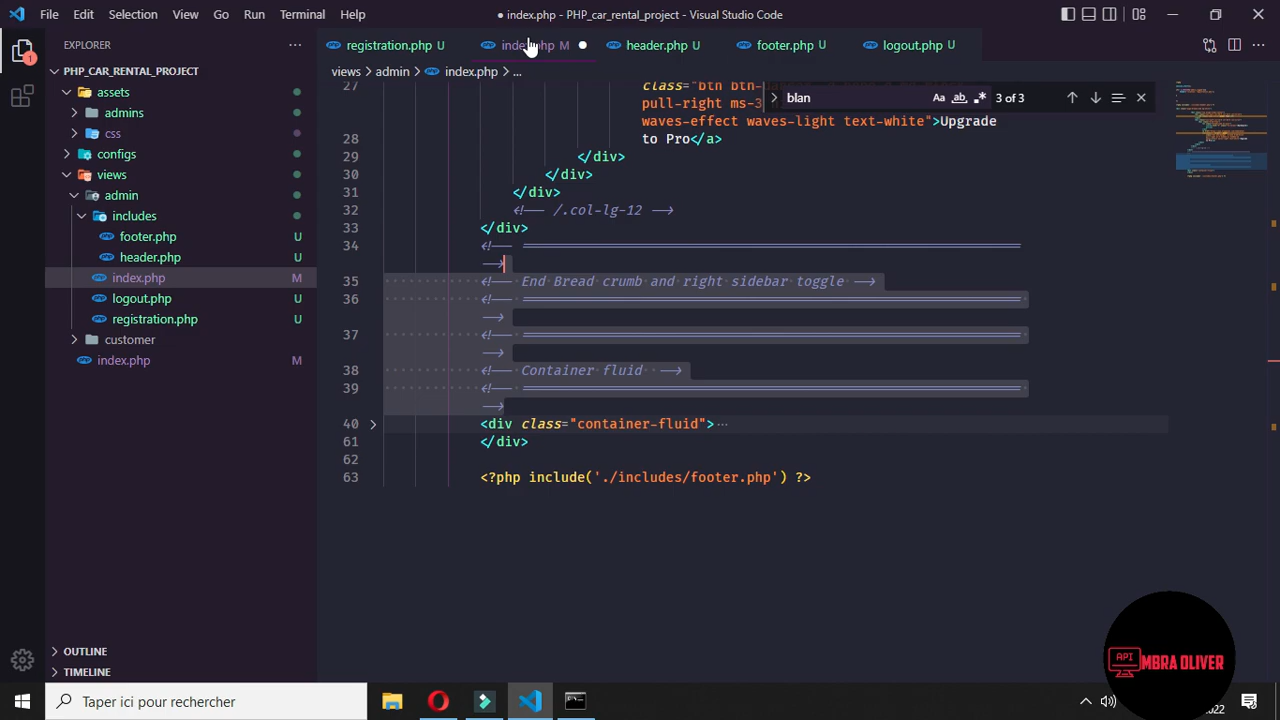 File Edit Selection View Go Run Terminal Help
● index.php - PHP_car_rental_project - Visual Studio Code
EXPLORER
registration.php U
index.php M
header.php U
footer.php U
logout.php U
1
PHP_CAR_RENTAL_PROJECT
views > admin > index.php > ...
assets
admins
css
configs
views
admin
includes
footer.php U
header.php U
index.php M
logout.php U
registration.php U
customer
index.php M
OUTLINE
TIMELINE
blan
Aa ab 3 of 3
27 class="btn btn-
pull-right ms-3
waves-effect waves-light text-white">Upgrade
28 to Pro</a>
29 </div>
30 </div>
31 </div>
32 <!-- /.col-lg-12 -->
33 </div>
34 <!-- ============================================================== 
-->
35 <!-- End Bread crumb and right sidebar toggle -->
36 <!-- ============================================================== 
-->
37 <!-- ============================================================== 
-->
38 <!-- Container fluid  -->
39 <!-- ============================================================== 
-->
40 <div class="container-fluid">...
61 </div>
62
63 <?php include('./includes/footer.php') ?>
API
MBRA OLIVER
Taper ici pour rechercher
2022